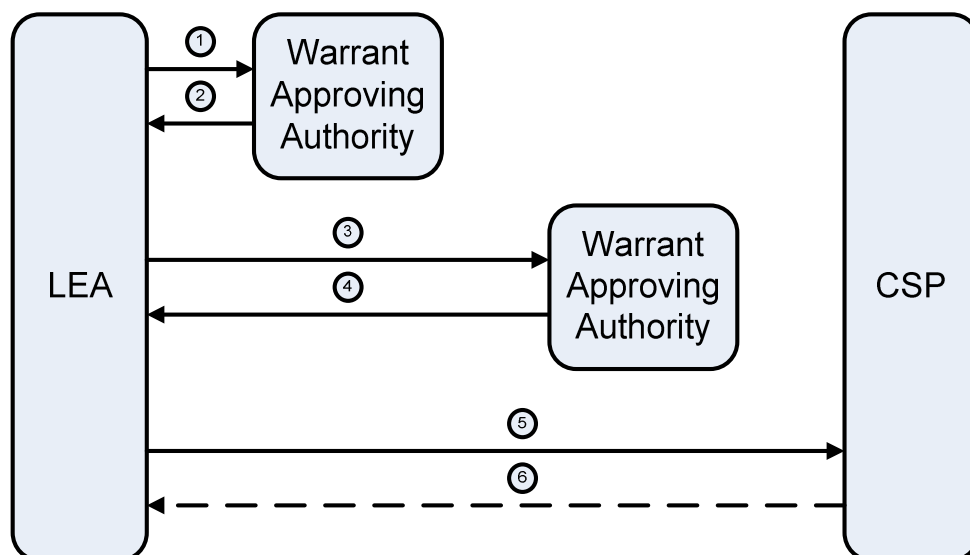 1
Warrant
Approving
Authority
2
3
Warrant
Approving
Authority
LEA
4
CSP
5
6